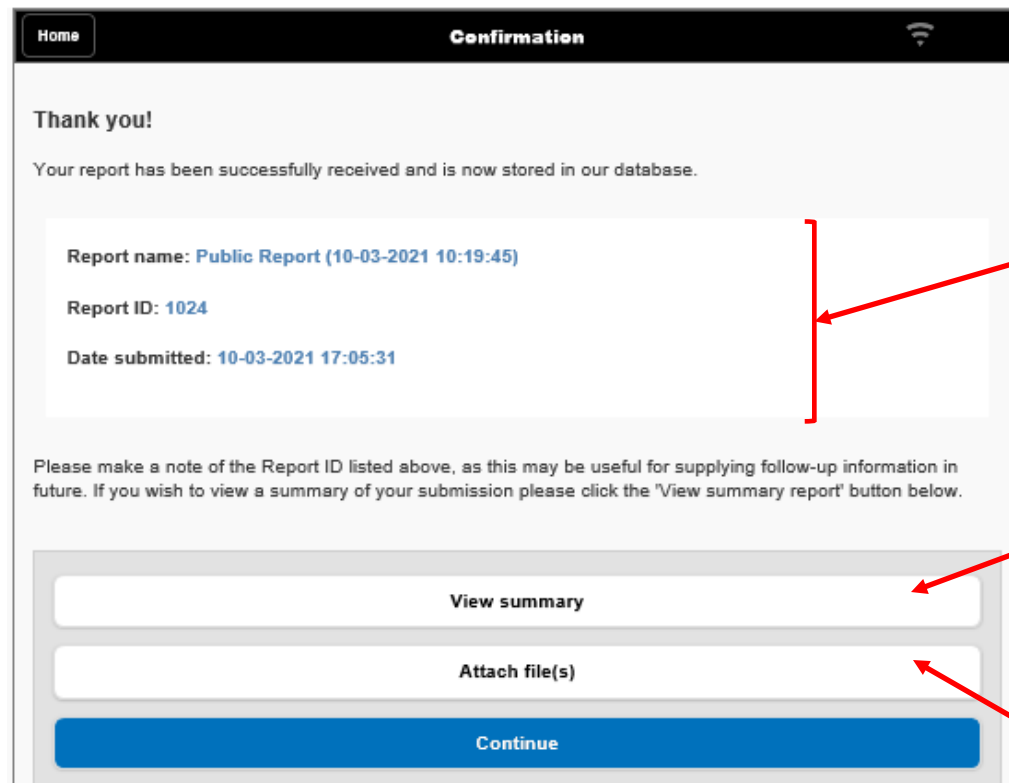 Home
Confirmation
Thank you!
Your report has been successfully received and is now stored in our database.
Report name: Public Report (10-03-2021 10:19:45)
Report ID: 1024
Date submitted: 10-03-2021 17:05:31
Please make a note of the Report ID listed above, as this may be useful for supplying follow-up information in
future. If you wish to view a summary of your submission please click the 'View summary report' button below.
View summary
Attach file(s)
Continue